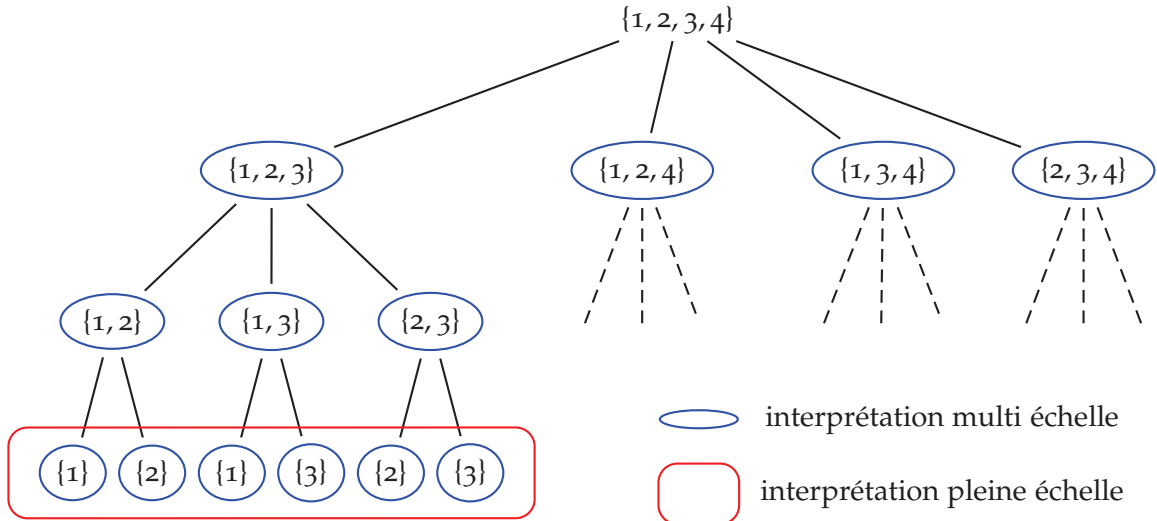 {1, 2, 3, 4}
{1, 2, 3} {1, 2, 4} {1, 3, 4} {2, 3, 4}
{1, 2} {1, 3} {2, 3}
interprétation multi échelle
{1} {2} {1} {3} {2} {3}
interprétation pleine échelle